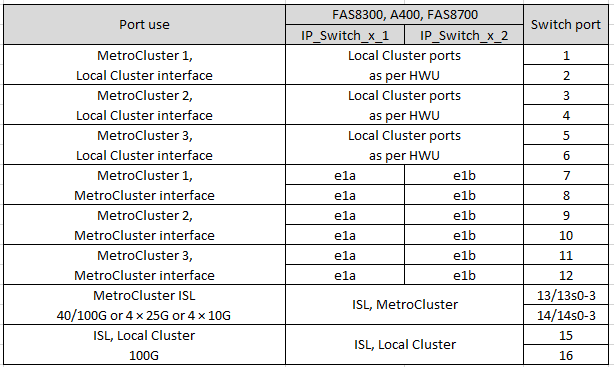 Port use FAS8300, A400, FAS8700 Switch port
IP_Switch_x_1 IP_Switch_x_2
MetroCluster 1, Local Cluster ports 1
Local Cluster interface as per HWU 2
MetroCluster 2, Local Cluster ports 3
Local Cluster interface as per HWU 4
MetroCluster 3, Local Cluster ports 5
Local Cluster interface as per HWU 6
MetroCluster 1, e1a e1b 7
MetroCluster interface e1a e1b 8
MetroCluster 2, e1a e1b 9
MetroCluster interface e1a e1b 10
MetroCluster 3, e1a e1b 11
MetroCluster interface e1a e1b 12
MetroCluster ISL ISL, MetroCluster 13/13s0-3
40/100G or 4 × 25G or 4 × 10G 14/14s0-3
ISL, Local Cluster ISL, Local Cluster 15
100G 16